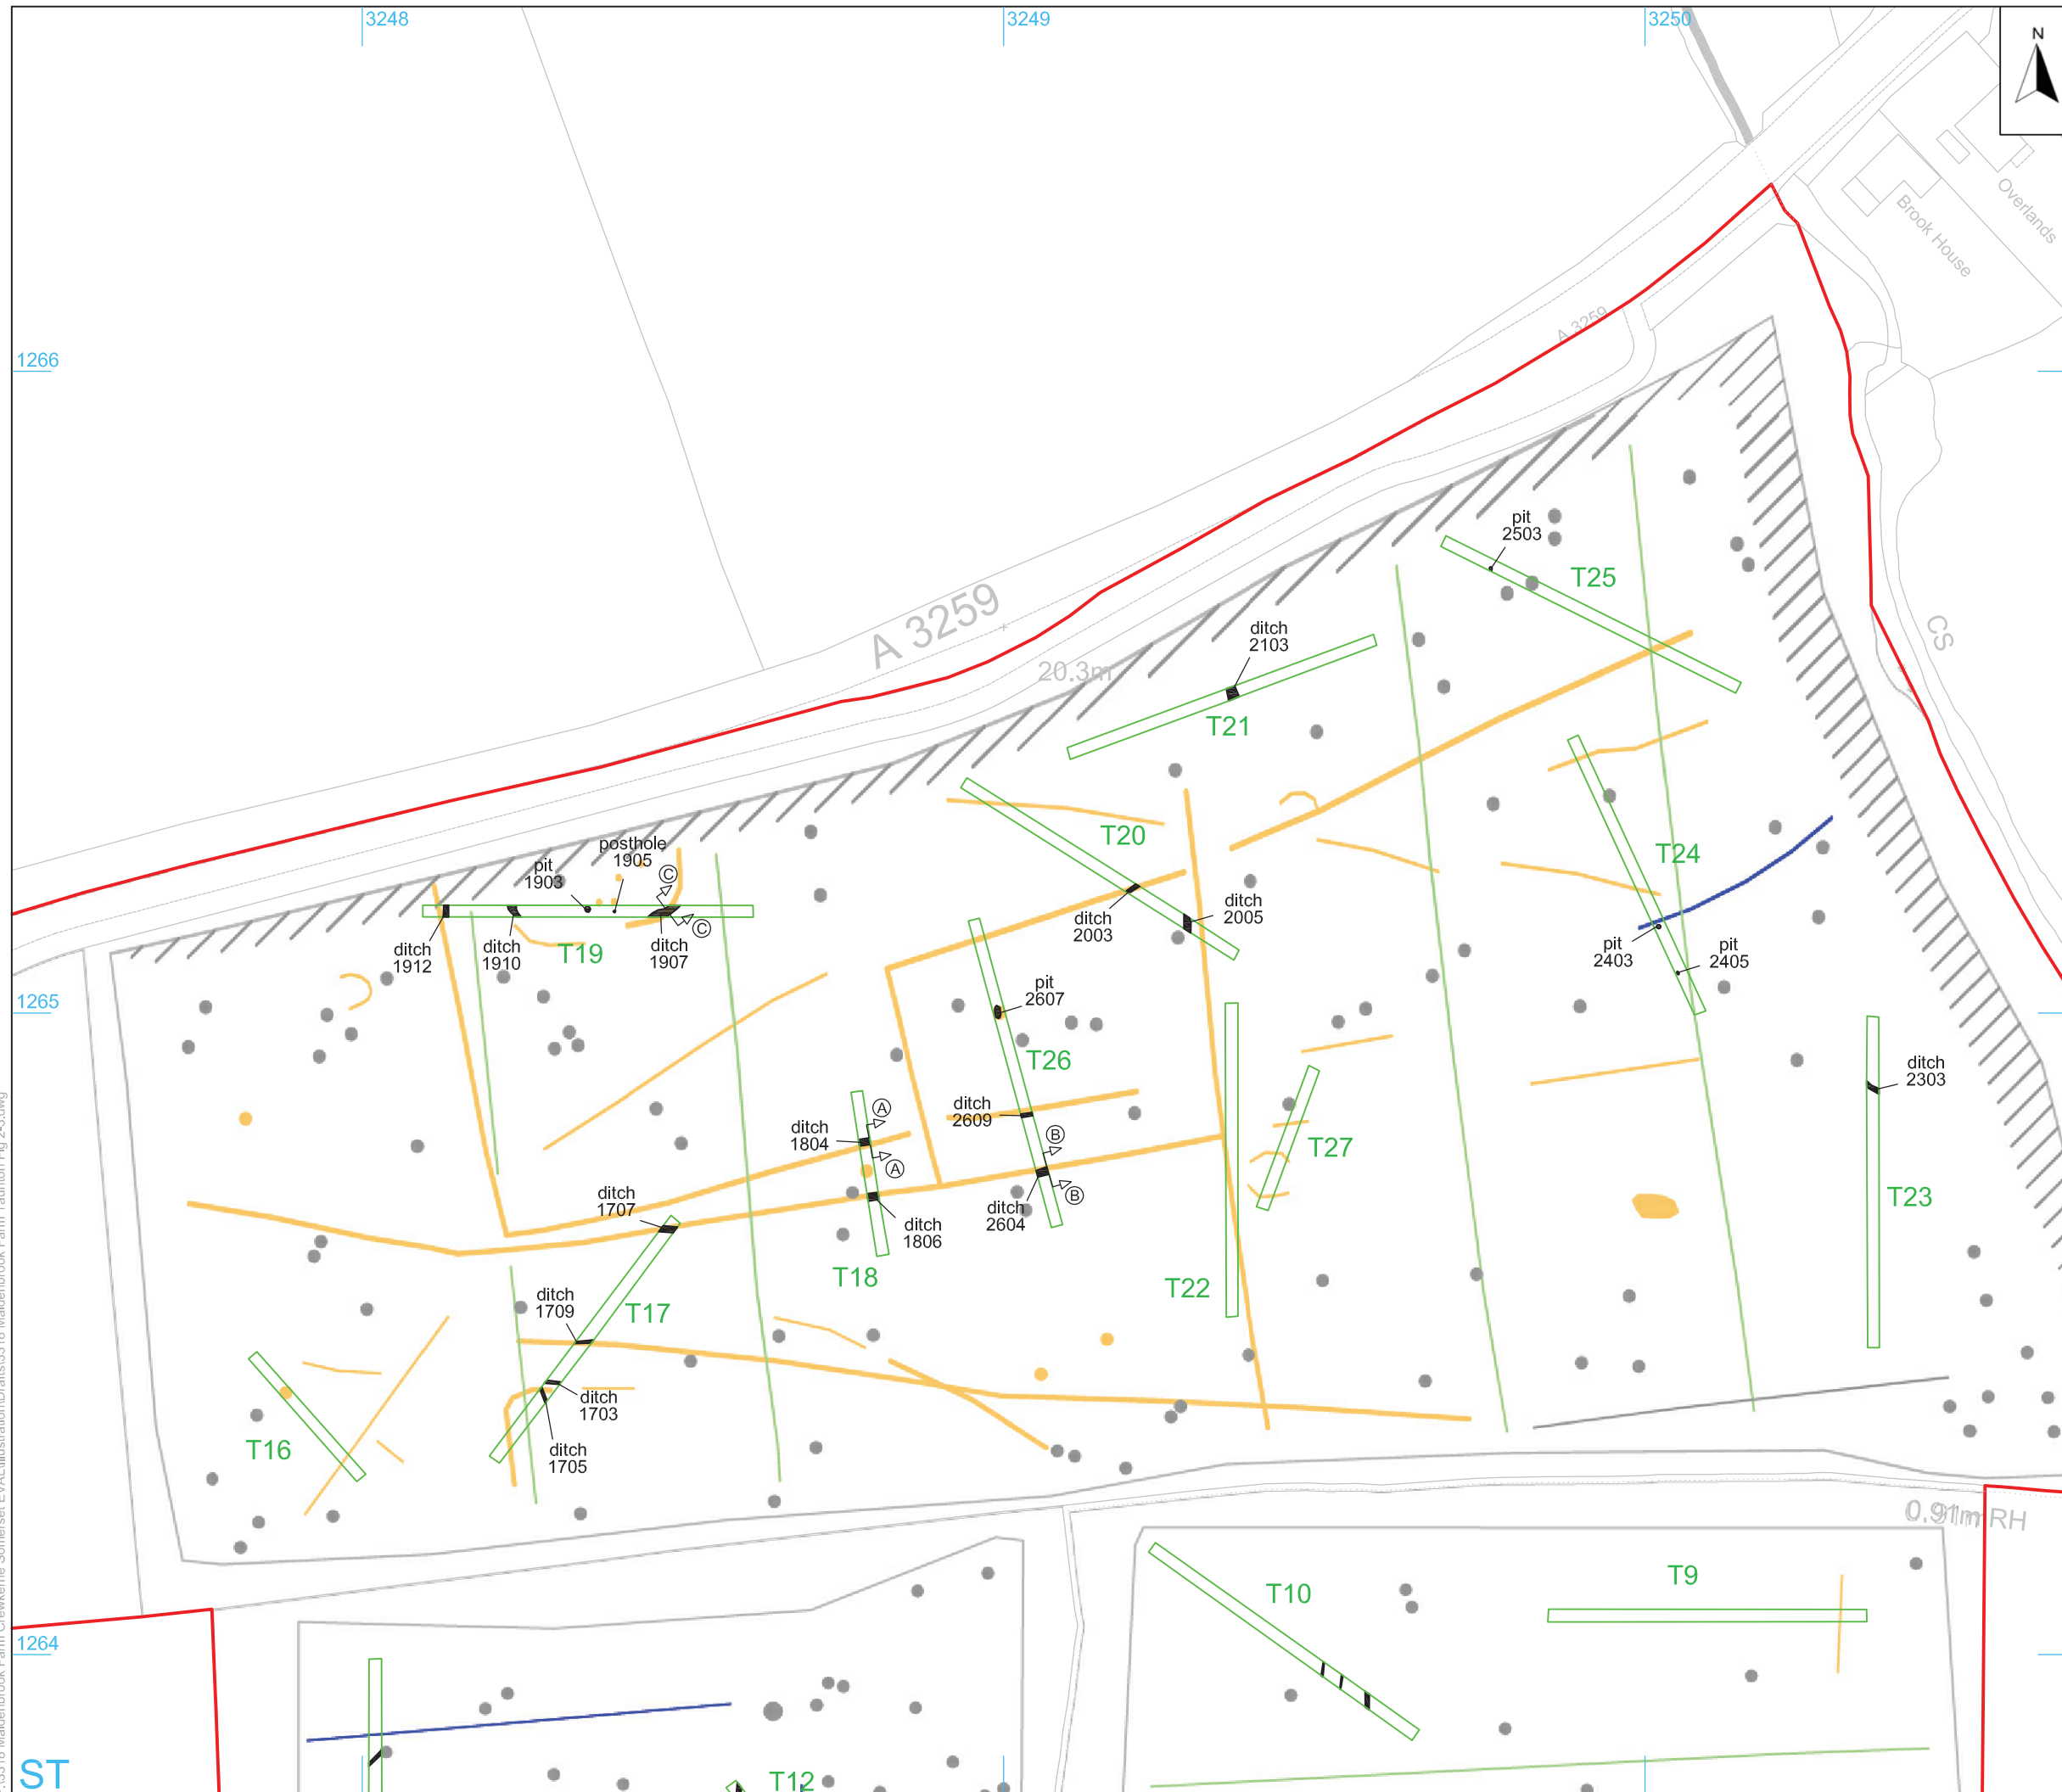 3248
3249
3250
N
Overlands
Brook House
A 3259
1266
pit
2503
T25
A 3259
CS
ditch
2103
20.3m
T21
T20
posthole
1905
pit
1903
C
T24
C
ditch
2005
ditch
2003
ditch
1912
ditch
1910
T19
ditch
1907
pit
2403
pit
2405
pit
2607
1265
T26
ditch
2303
ditch
2609
A
ditch
1804
A
B
T27
B
ditch
1707
ditch
2604
T23
ditch
1806
T18
T22
ditch
1709
T17
ditch
1703
T16
ditch
1705
0.91m RH
T10
T9
1264
ST
T12